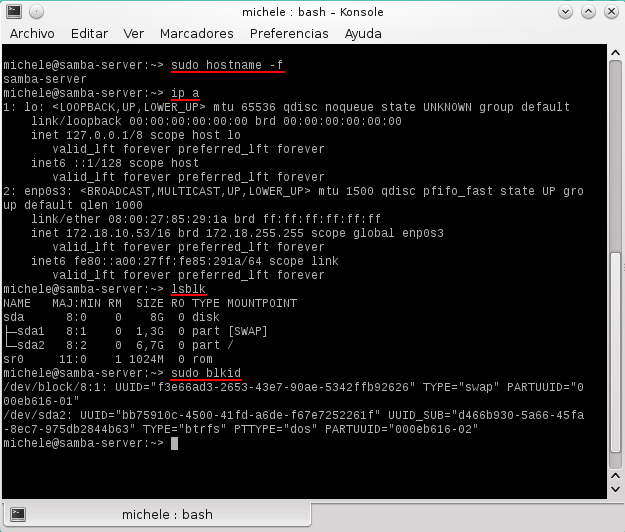 michele : bash – Konsole
Archivo Editar Ver Marcadores Preferencias Ayuda
michele@samba-server:~> sudo hostname -f
samba-server
michele@samba-server:~> ip a
1: lo: <LOOPBACK,UP,LOWER_UP> mtu 65536 qdisc noqueue state UNKNOWN group default
    link/loopback 00:00:00:00:00:00 brd 00:00:00:00:00:00
    inet 127.0.0.1/8 scope host lo
       valid_lft forever preferred_lft forever
    inet6 ::1/128 scope host
       valid_lft forever preferred_lft forever
2: enp0s3: <BROADCAST,MULTICAST,UP,LOWER_UP> mtu 1500 qdisc pfifo_fast state UP gro
up default qlen 1000
    link/ether 08:00:27:85:29:1a brd ff:ff:ff:ff:ff:ff
    inet 172.18.10.53/16 brd 172.18.255.255 scope global enp0s3
       valid_lft forever preferred_lft forever
    inet6 fe80::a00:27ff:fe85:291a/64 scope link
       valid_lft forever preferred_lft forever
michele@samba-server:~> lsblk
NAME   MAJ:MIN RM  SIZE RO TYPE MOUNTPOINT
sda      8:0    0    8G  0 disk
├─sda1   8:1    0  1,3G  0 part [SWAP]
└─sda2   8:2    0  6,7G  0 part /
sr0     11:0    1 1024M  0 rom
michele@samba-server:~> sudo blkid
/dev/block/8:1: UUID="f3e66ad3-2653-43e7-90ae-5342ffb92626" TYPE="swap" PARTUUID="0
00eb616-01"
/dev/sda2: UUID="bb75910c-4500-41fd-a6de-f67e7252261f" UUID_SUB="d466b930-5a66-45fa
-8ec7-975db2844b63" TYPE="btrfs" PTTYPE="dos" PARTUUID="000eb616-02"
michele@samba-server:~>
michele : bash